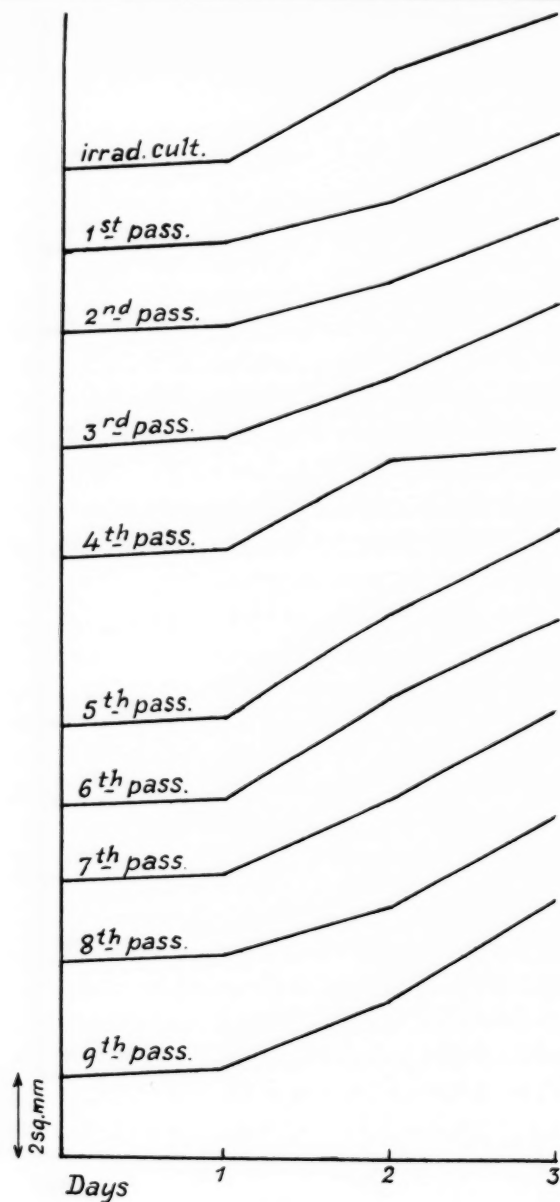 irrad. cult.
1st pass.
2nd pass.
3rd pass.
4th pass.
5th pass.
6th pass.
7th pass.
8th pass.
9th pass.
2sq.mm
1 2 3
Days